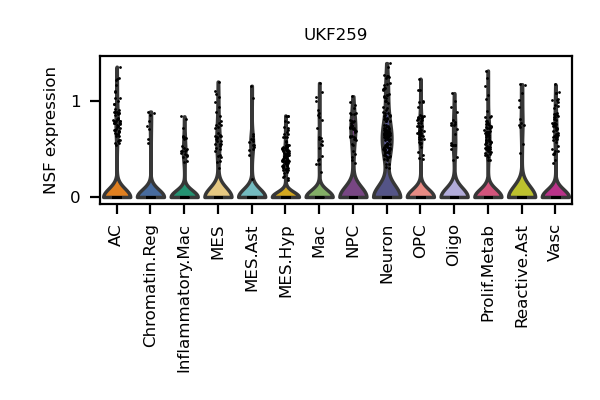 UKF259
NSF expression
1
0
AC
Chromatin.Reg
Inflammatory.Mac
MES
MES.Ast
MES.Hyp
Mac
NPC
Neuron
OPC
Oligo
Prolif.Metab
Reactive.Ast
Vasc